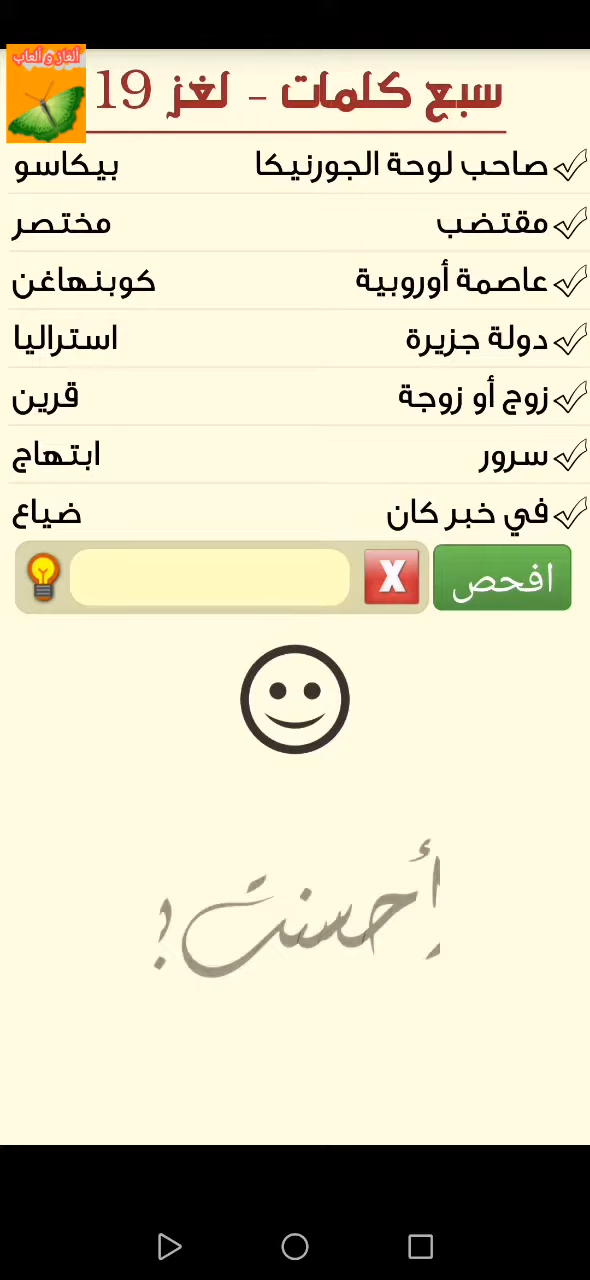 ألغاز و ألعاب
سبع كلمات - لغز 19
صاحب لوحة الجورنيكا بيكاسو
مقتضب مختصر
عاصمة أوروبية كوبنهاغن
دولة جزيرة استراليا
زوج أو زوجة قرين
سرور ابتهاج
في خبر كان ضياع
X افحص
أحسنت!